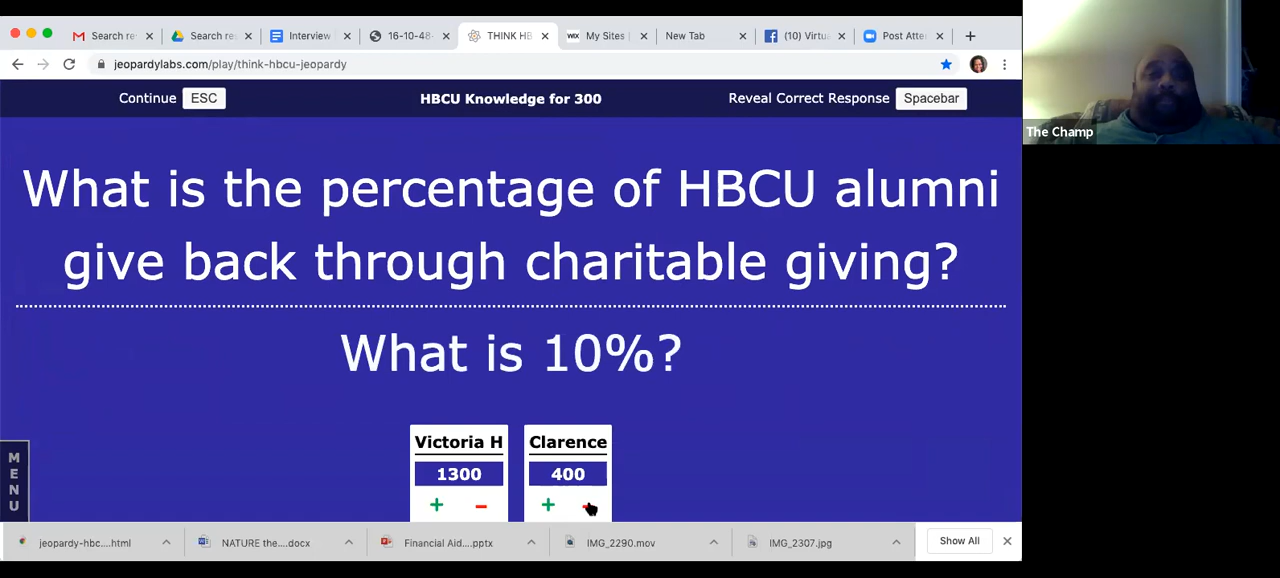 Search re
Search re
Interview
16-10-48-
THINK HB
WIX My Sites
New Tab
(10) Virtua
Post Atte
jeopardylabs.com/play/think-hbcu-jeopardy
Continue ESC
HBCU Knowledge for 300
Reveal Correct Response Spacebar
The Champ
What is the percentage of HBCU alumni
give back through charitable giving?
What is 10%?
Victoria H
1300
+ −
Clarence
400
+ −
MENU
jeopardy-hbc....html
NATURE the....docx
Financial Aid....pptx
IMG_2290.mov
IMG_2307.jpg
Show All